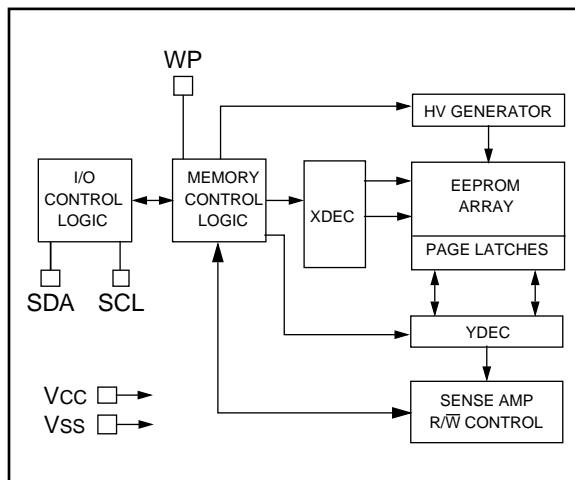 WP
HV GENERATOR
I/O
CONTROL
LOGIC
MEMORY
CONTROL
LOGIC
XDEC
EEPROM
ARRAY
PAGE LATCHES
SDA
SCL
YDEC
VCC
VSS
SENSE AMP
R/W̅ CONTROL